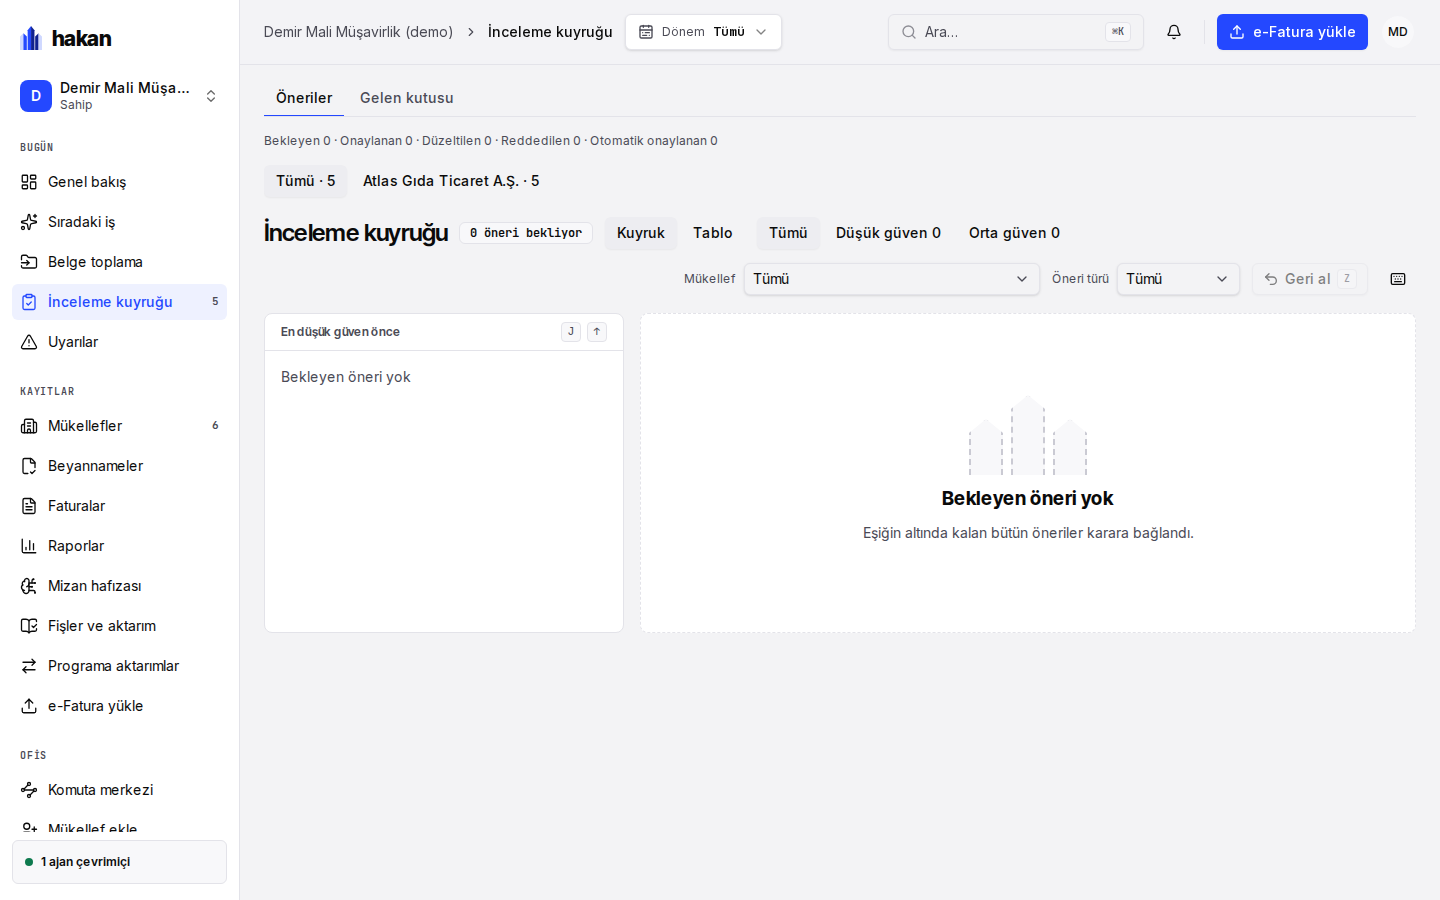 hakan
D
Demir Mali Müşa...
Sahip
BUGÜN
Genel bakış
Sıradaki iş
Belge toplama
İnceleme kuyruğu 5
Uyarılar
KAYITLAR
Mükellefler 6
Beyannameler
Faturalar
Raporlar
Mizan hafızası
Fişler ve aktarım
Programa aktarımlar
e-Fatura yükle
OFİS
Komuta merkezi
Mükellef ekle
1 ajan çevrimiçi
Demir Mali Müşavirlik (demo) İnceleme kuyruğu Dönem Tümü Ara... ⌘K e-Fatura yükle MD
Öneriler Gelen kutusu
Bekleyen 0 · Onaylanan 0 · Düzeltilen 0 · Reddedilen 0 · Otomatik onaylanan 0
Tümü · 5 Atlas Gıda Ticaret A.Ş. · 5
İnceleme kuyruğu 0 öneri bekliyor Kuyruk Tablo Tümü Düşük güven 0 Orta güven 0
Mükellef Tümü Öneri türü Tümü Geri al Z
En düşük güven önce J ↑
Bekleyen öneri yok
Bekleyen öneri yok
Eşiğin altında kalan bütün öneriler karara bağlandı.